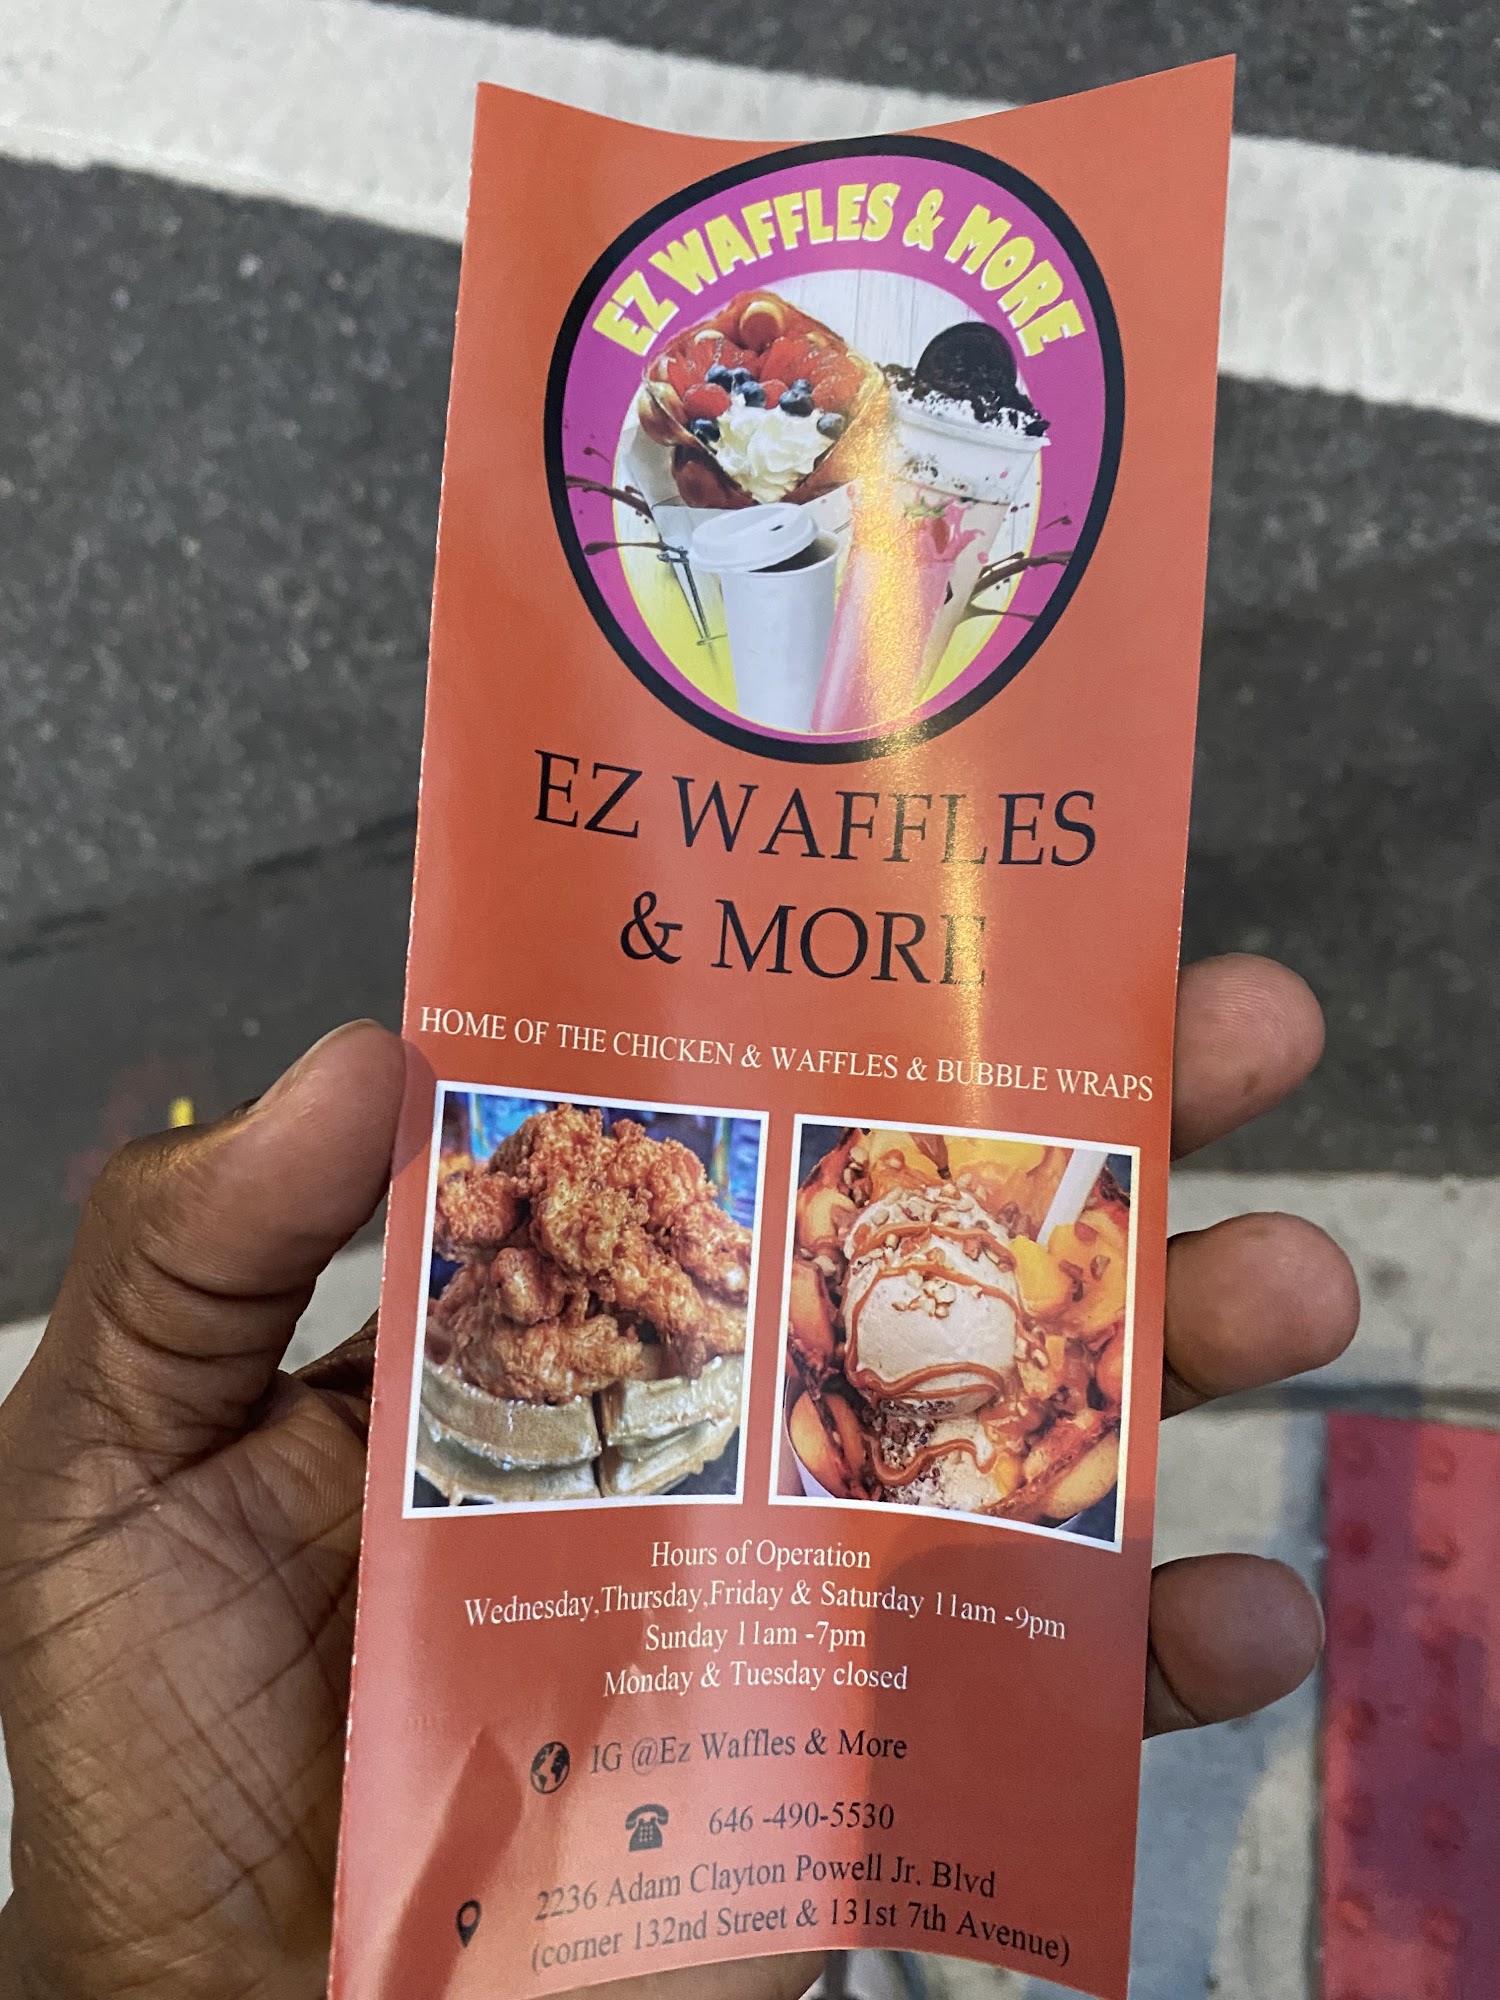 EZ WAFFLES & MORE
EZ WAFFLES
& MORE
HOME OF THE CHICKEN & WAFFLES & BUBBLE WRAPS
Hours of Operation
Wednesday,Thursday,Friday & Saturday 11am -9pm
Sunday 11am -7pm
Monday & Tuesday closed
IG @Ez Waffles & More
646 -490-5530
2236 Adam Clayton Powell Jr. Blvd
(corner 132nd Street & 131st 7th Avenue)